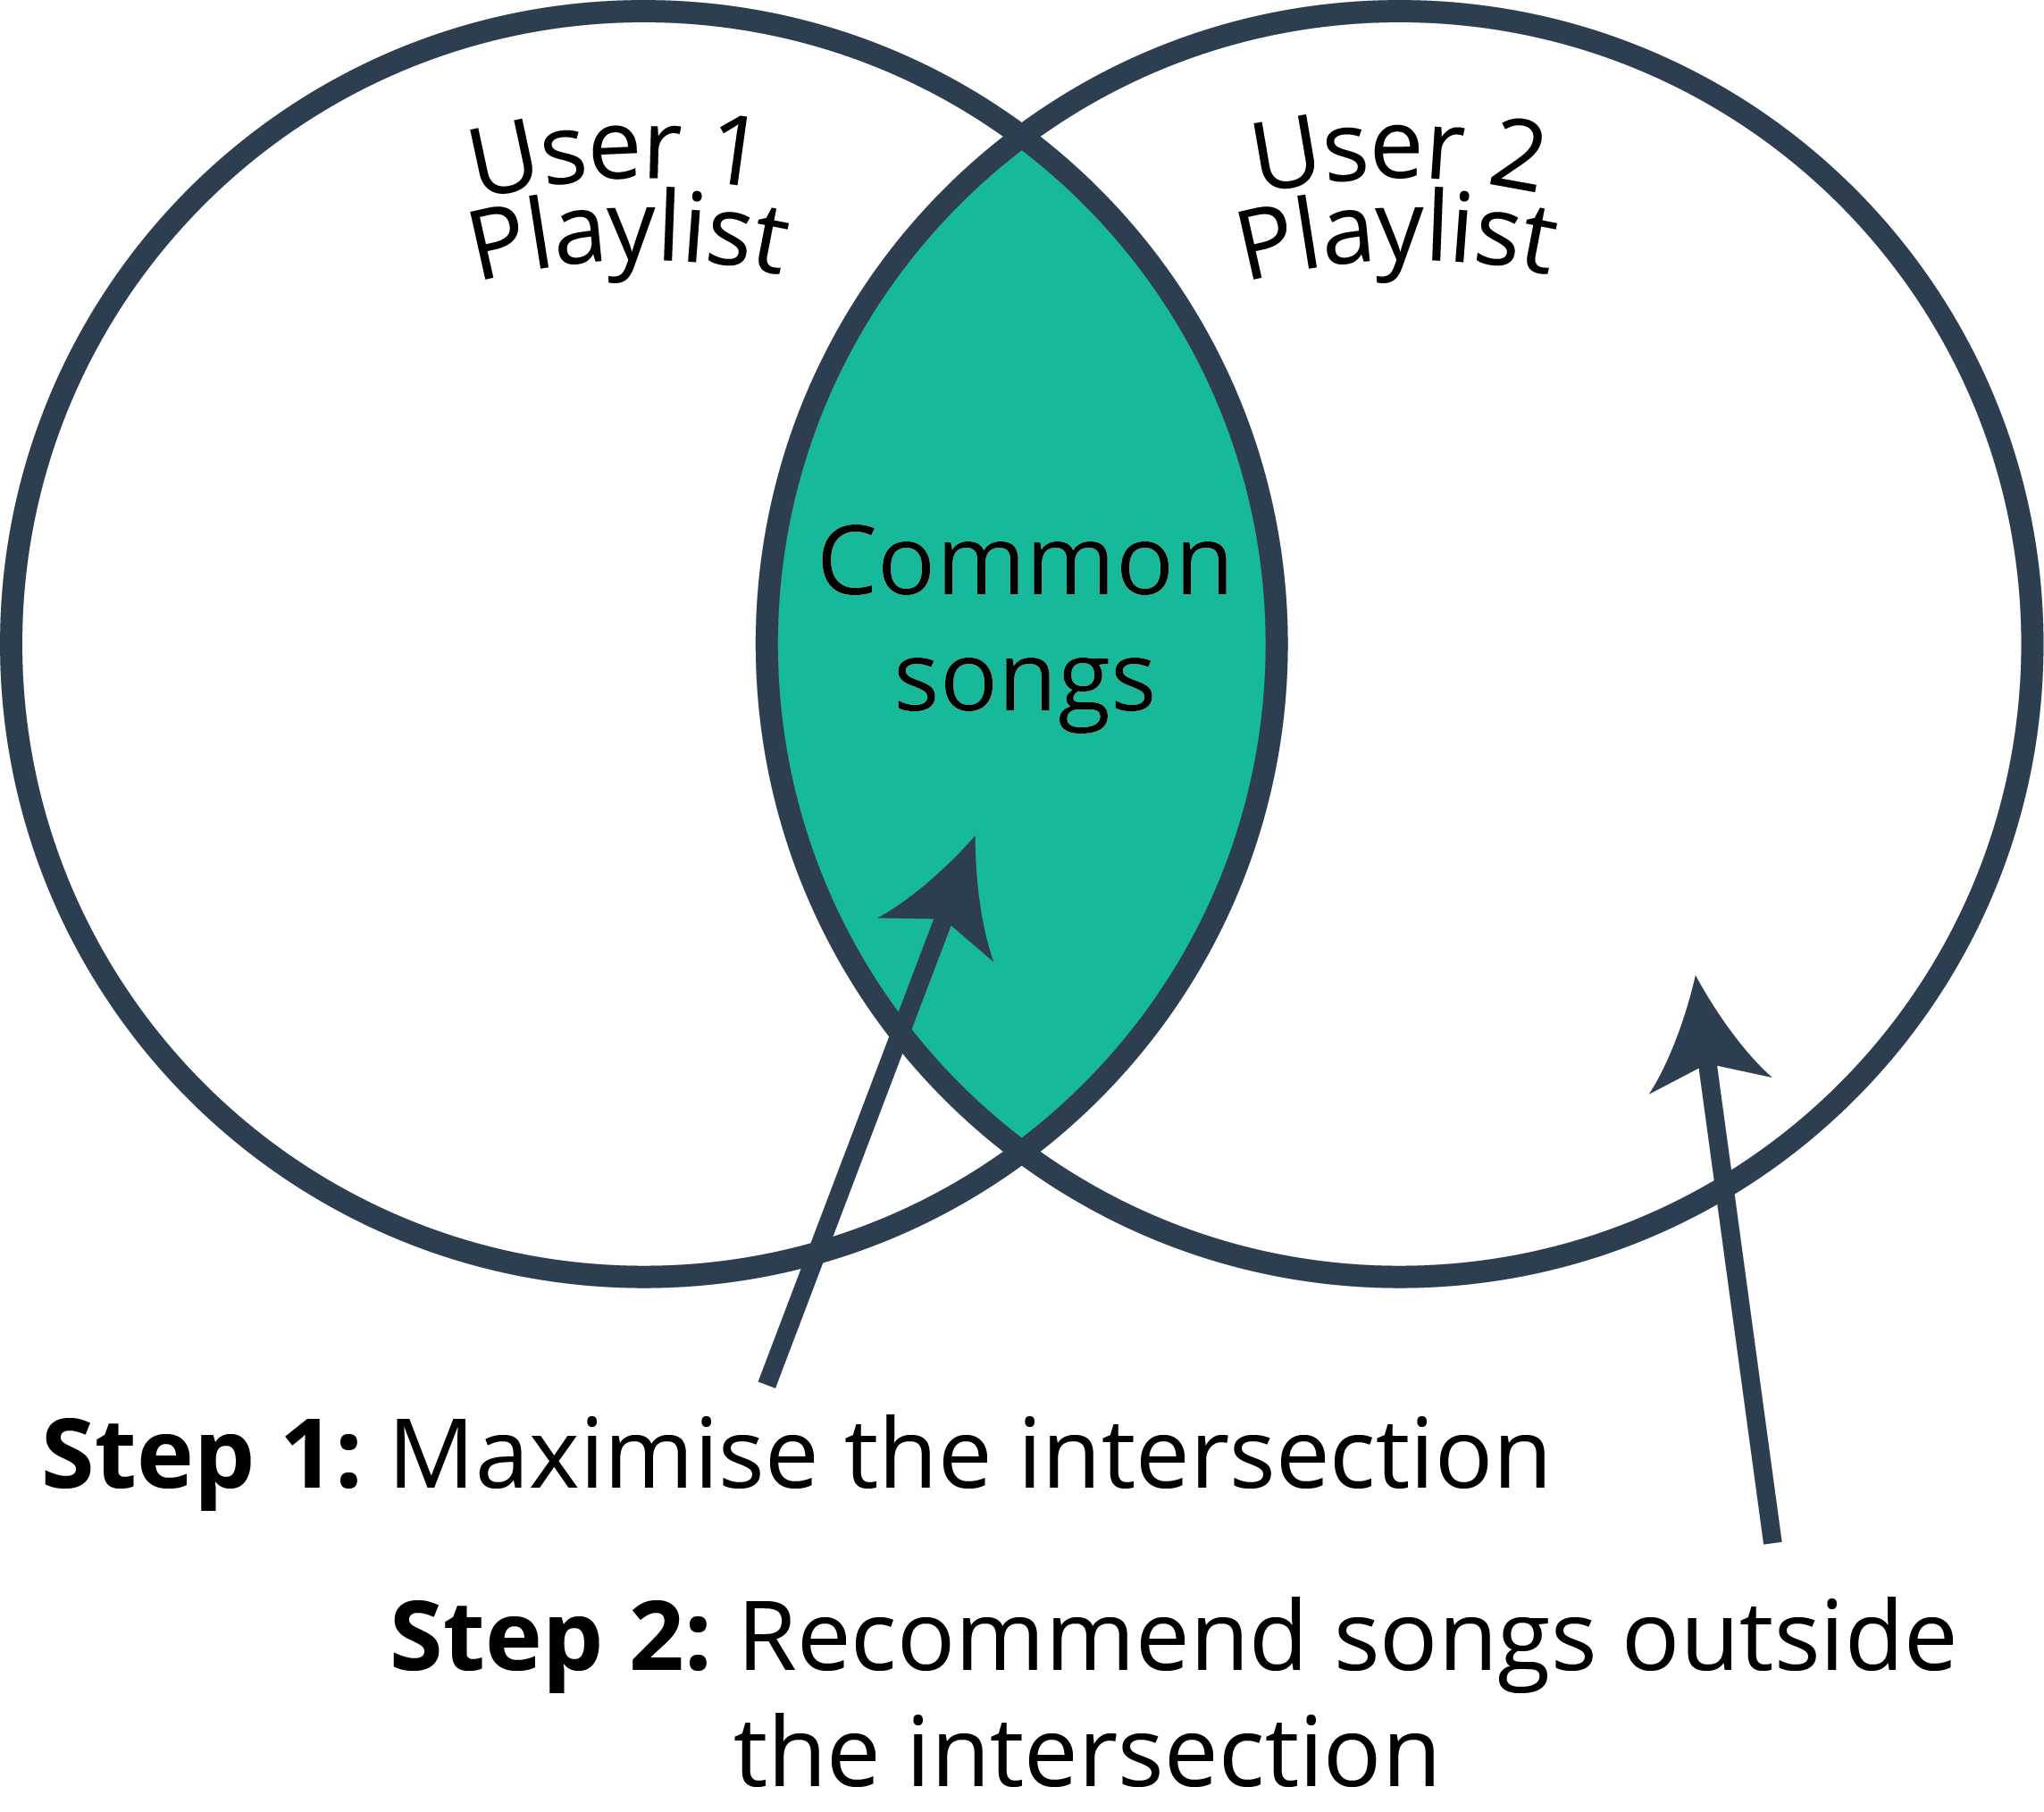 User 1
Playlist
User 2
Playlist
Common
songs
Step 1: Maximise the intersection
Step 2: Recommend songs outside
the intersection